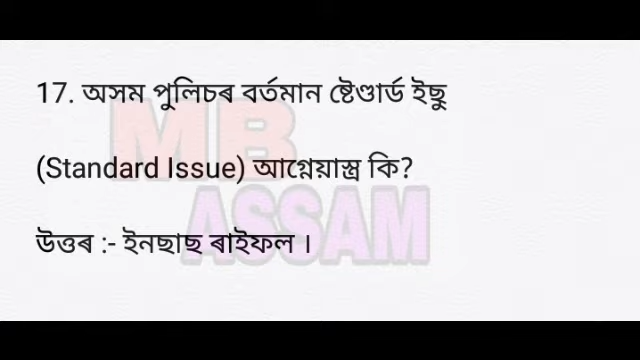 17. অসম পুলিচৰ বৰ্তমান ষ্টেণ্ডাৰ্ড ইছু
(Standard Issue) আগ্নেয়াস্ত্ৰ কি?
উত্তৰ :- ইনছাছ ৰাইফল ।
MB
ASSAM